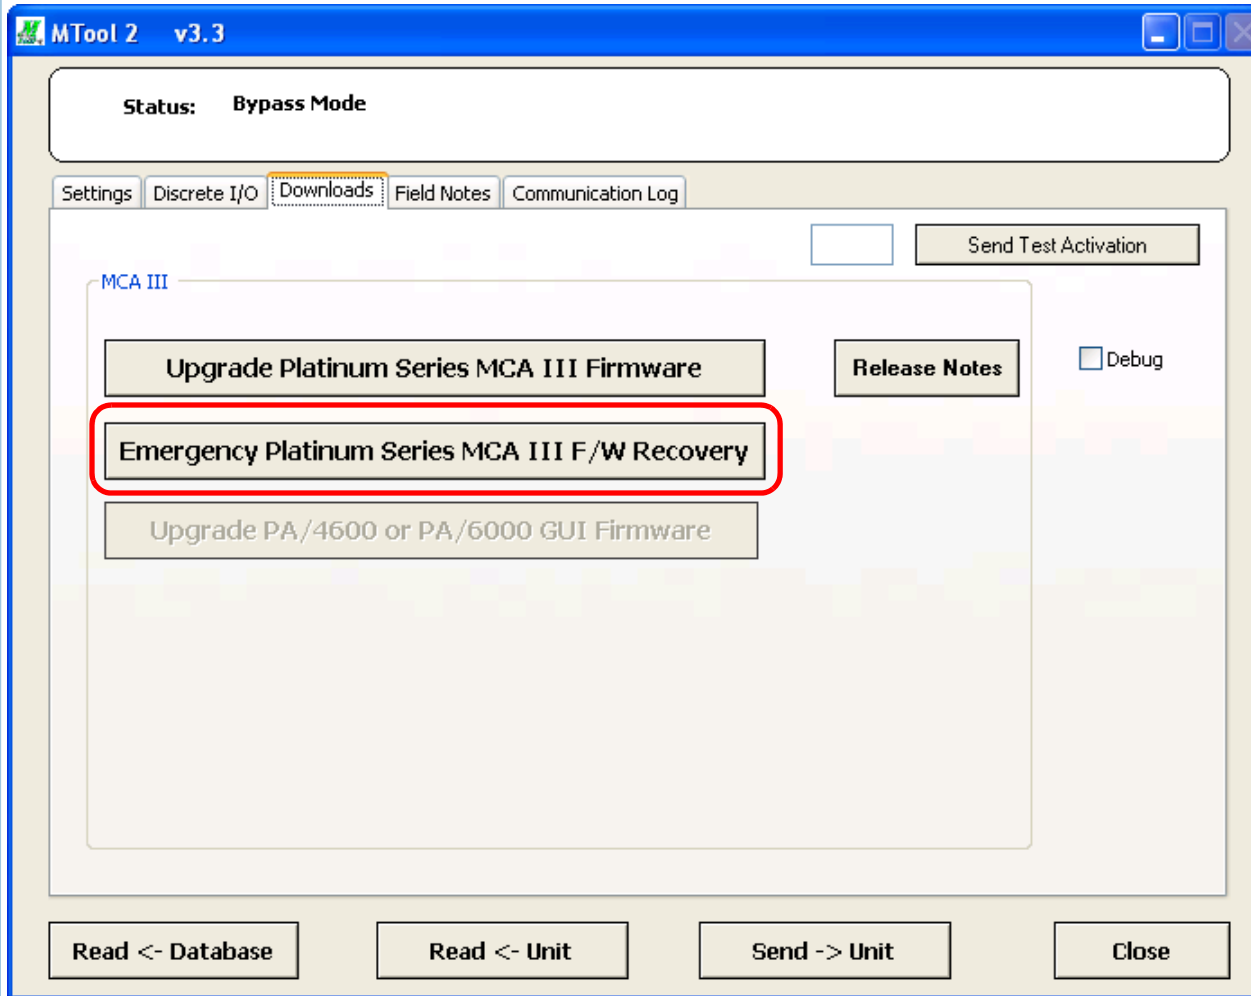 MTool 2 v3.3
Status: Bypass Mode
Settings Discrete I/O Downloads Field Notes Communication Log
Send Test Activation
MCA III
Upgrade Platinum Series MCA III Firmware
Release Notes
Debug
Emergency Platinum Series MCA III F/W Recovery
Upgrade PA/4600 or PA/6000 GUI Firmware
Read <- Database
Read <- Unit
Send -> Unit
Close